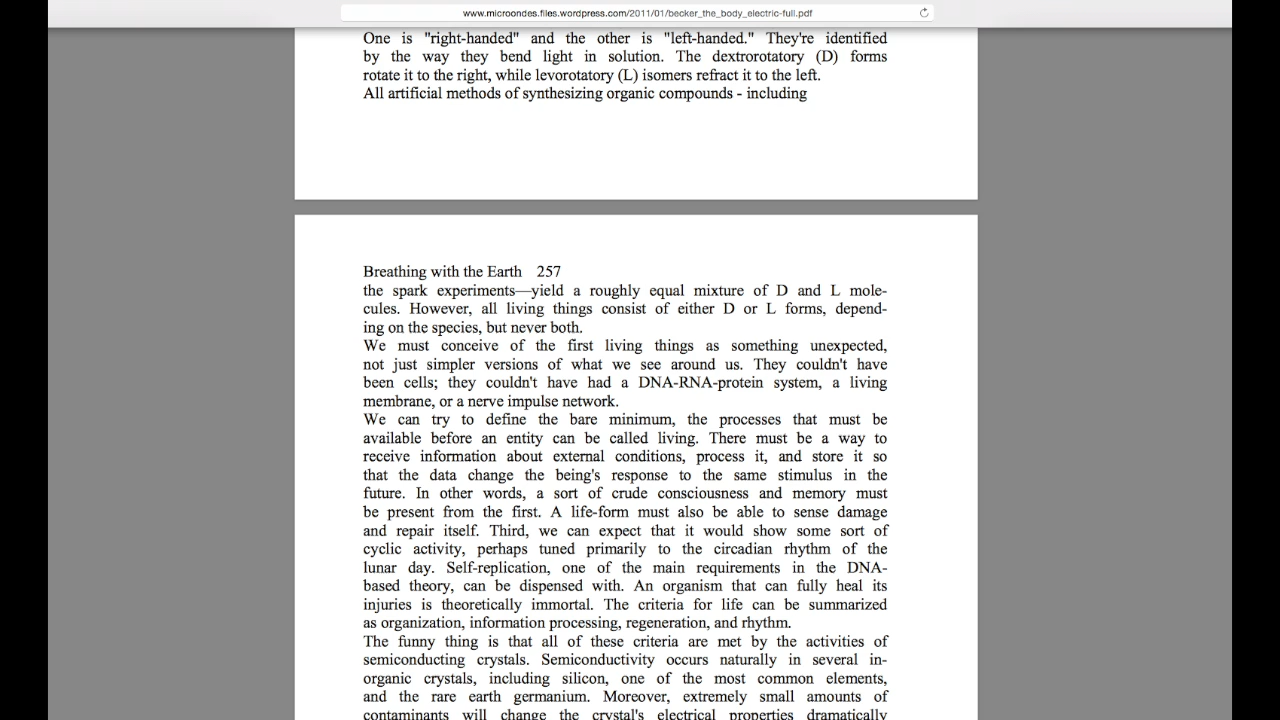 www.microondes.files.wordpress.com/2011/01/becker_the_body_electric-full.pdf
One is "right-handed" and the other is "left-handed." They're identified
by the way they bend light in solution. The dextrorotatory (D) forms
rotate it to the right, while levorotatory (L) isomers refract it to the left.
All artificial methods of synthesizing organic compounds - including
Breathing with the Earth 257
the spark experiments—yield a roughly equal mixture of D and L mole-
cules. However, all living things consist of either D or L forms, depend-
ing on the species, but never both.
We must conceive of the first living things as something unexpected,
not just simpler versions of what we see around us. They couldn't have
been cells; they couldn't have had a DNA-RNA-protein system, a living
membrane, or a nerve impulse network.
We can try to define the bare minimum, the processes that must be
available before an entity can be called living. There must be a way to
receive information about external conditions, process it, and store it so
that the data change the being's response to the same stimulus in the
future. In other words, a sort of crude consciousness and memory must
be present from the first. A life-form must also be able to sense damage
and repair itself. Third, we can expect that it would show some sort of
cyclic activity, perhaps tuned primarily to the circadian rhythm of the
lunar day. Self-replication, one of the main requirements in the DNA-
based theory, can be dispensed with. An organism that can fully heal its
injuries is theoretically immortal. The criteria for life can be summarized
as organization, information processing, regeneration, and rhythm.
The funny thing is that all of these criteria are met by the activities of
semiconducting crystals. Semiconductivity occurs naturally in several in-
organic crystals, including silicon, one of the most common elements,
and the rare earth germanium. Moreover, extremely small amounts of
contaminants will change the crystal's electrical properties dramatically